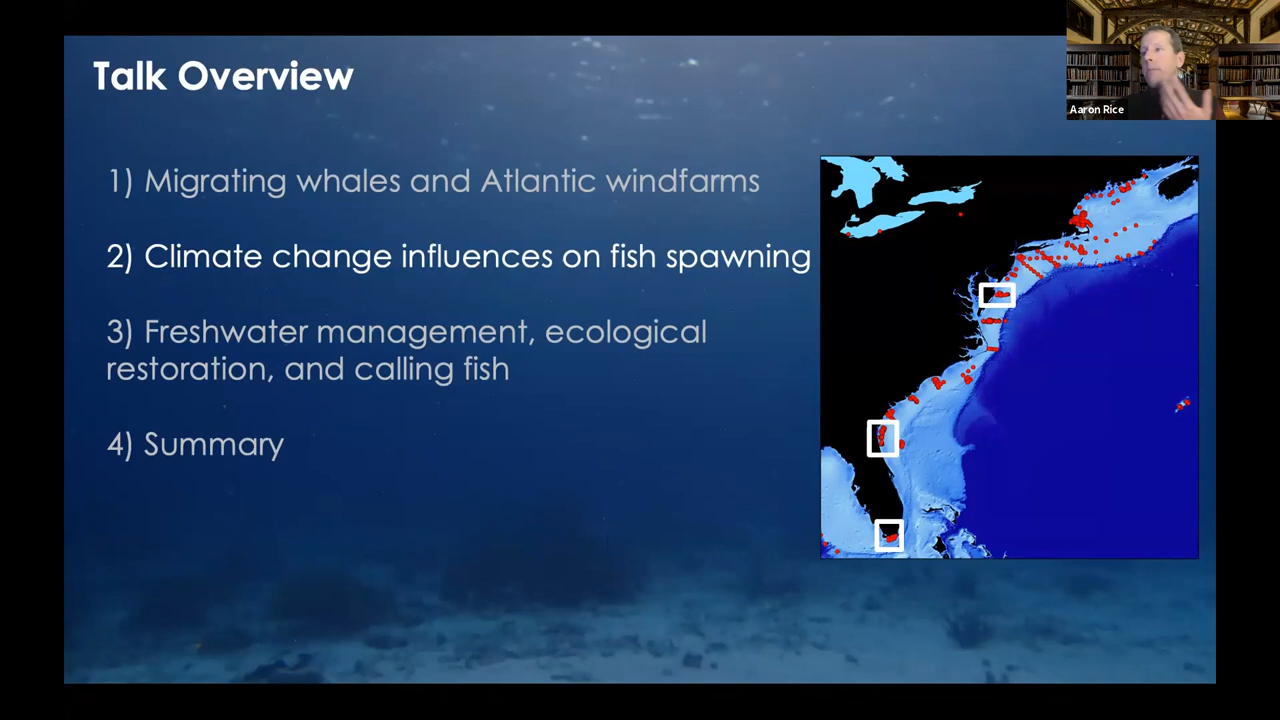 Talk Overview
Aaron Rice
1) Migrating whales and Atlantic windfarms
2) Climate change influences on fish spawning
3) Freshwater management, ecological
restoration, and calling fish
4) Summary